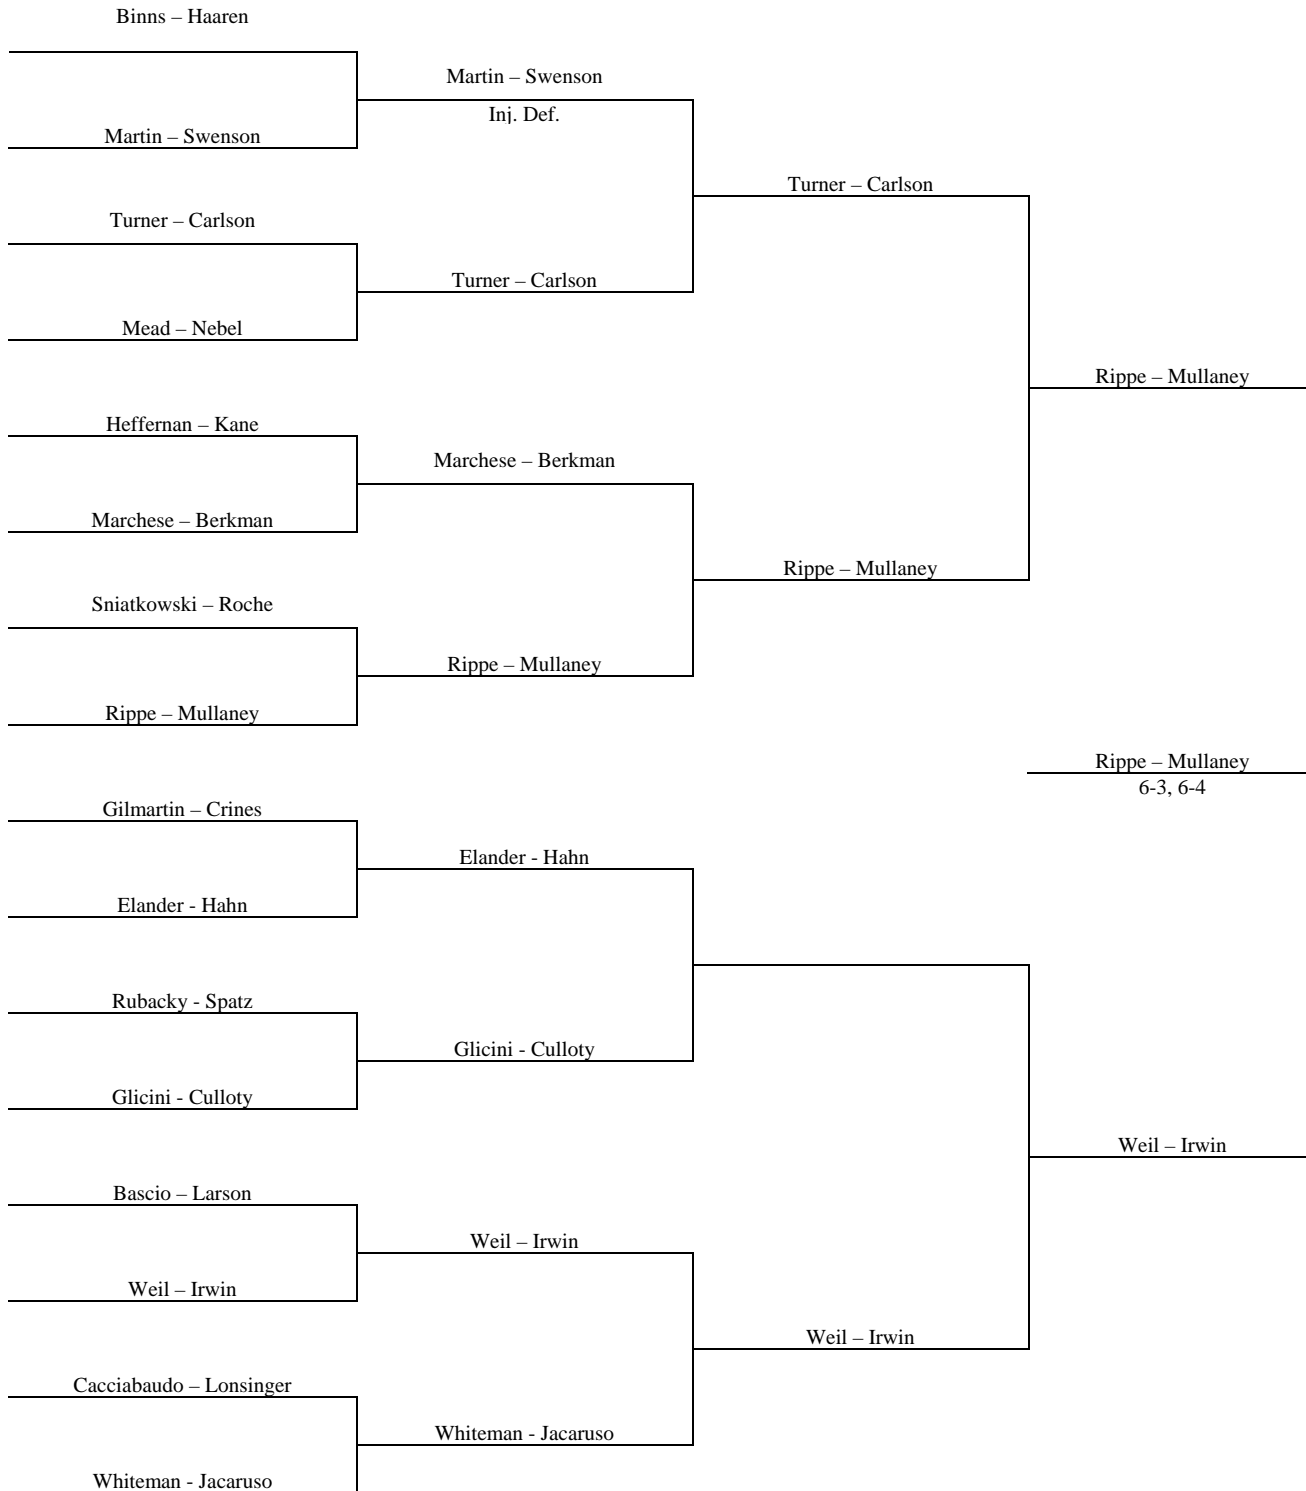 Binns – Haaren
Martin – Swenson
Inj. Def.
Martin – Swenson
Turner – Carlson
Turner – Carlson
Turner – Carlson
Mead – Nebel
Rippe – Mullaney
Heffernan – Kane
Marchese – Berkman
Marchese – Berkman
Rippe – Mullaney
Sniatkowski – Roche
Rippe – Mullaney
Rippe – Mullaney
Rippe – Mullaney
6-3, 6-4
Gilmartin – Crines
Elander - Hahn
Elander - Hahn
Rubacky - Spatz
Glicini - Culloty
Glicini - Culloty
Weil – Irwin
Bascio – Larson
Weil – Irwin
Weil – Irwin
Weil – Irwin
Cacciabaudo – Lonsinger
Whiteman - Jacaruso
Whiteman - Jacaruso